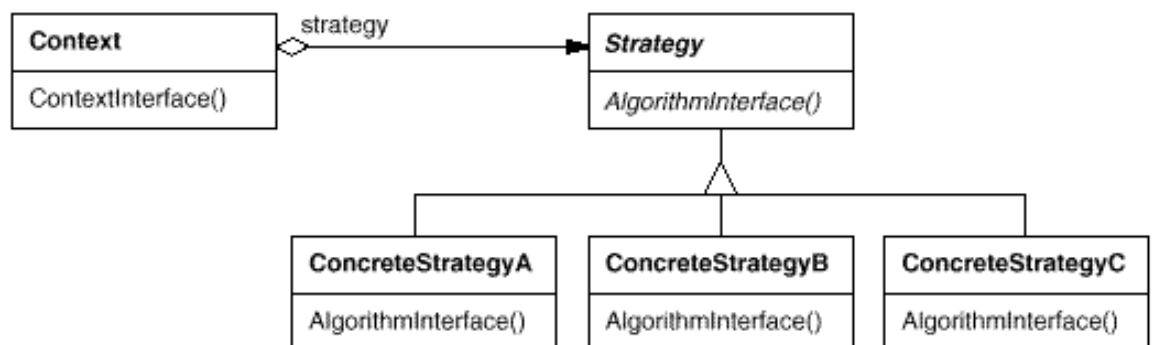 strategy
Context
Strategy
ContextInterface()
AlgorithmInterface()
ConcreteStrategyA
ConcreteStrategyB
ConcreteStrategyC
AlgorithmInterface()
AlgorithmInterface()
AlgorithmInterface()